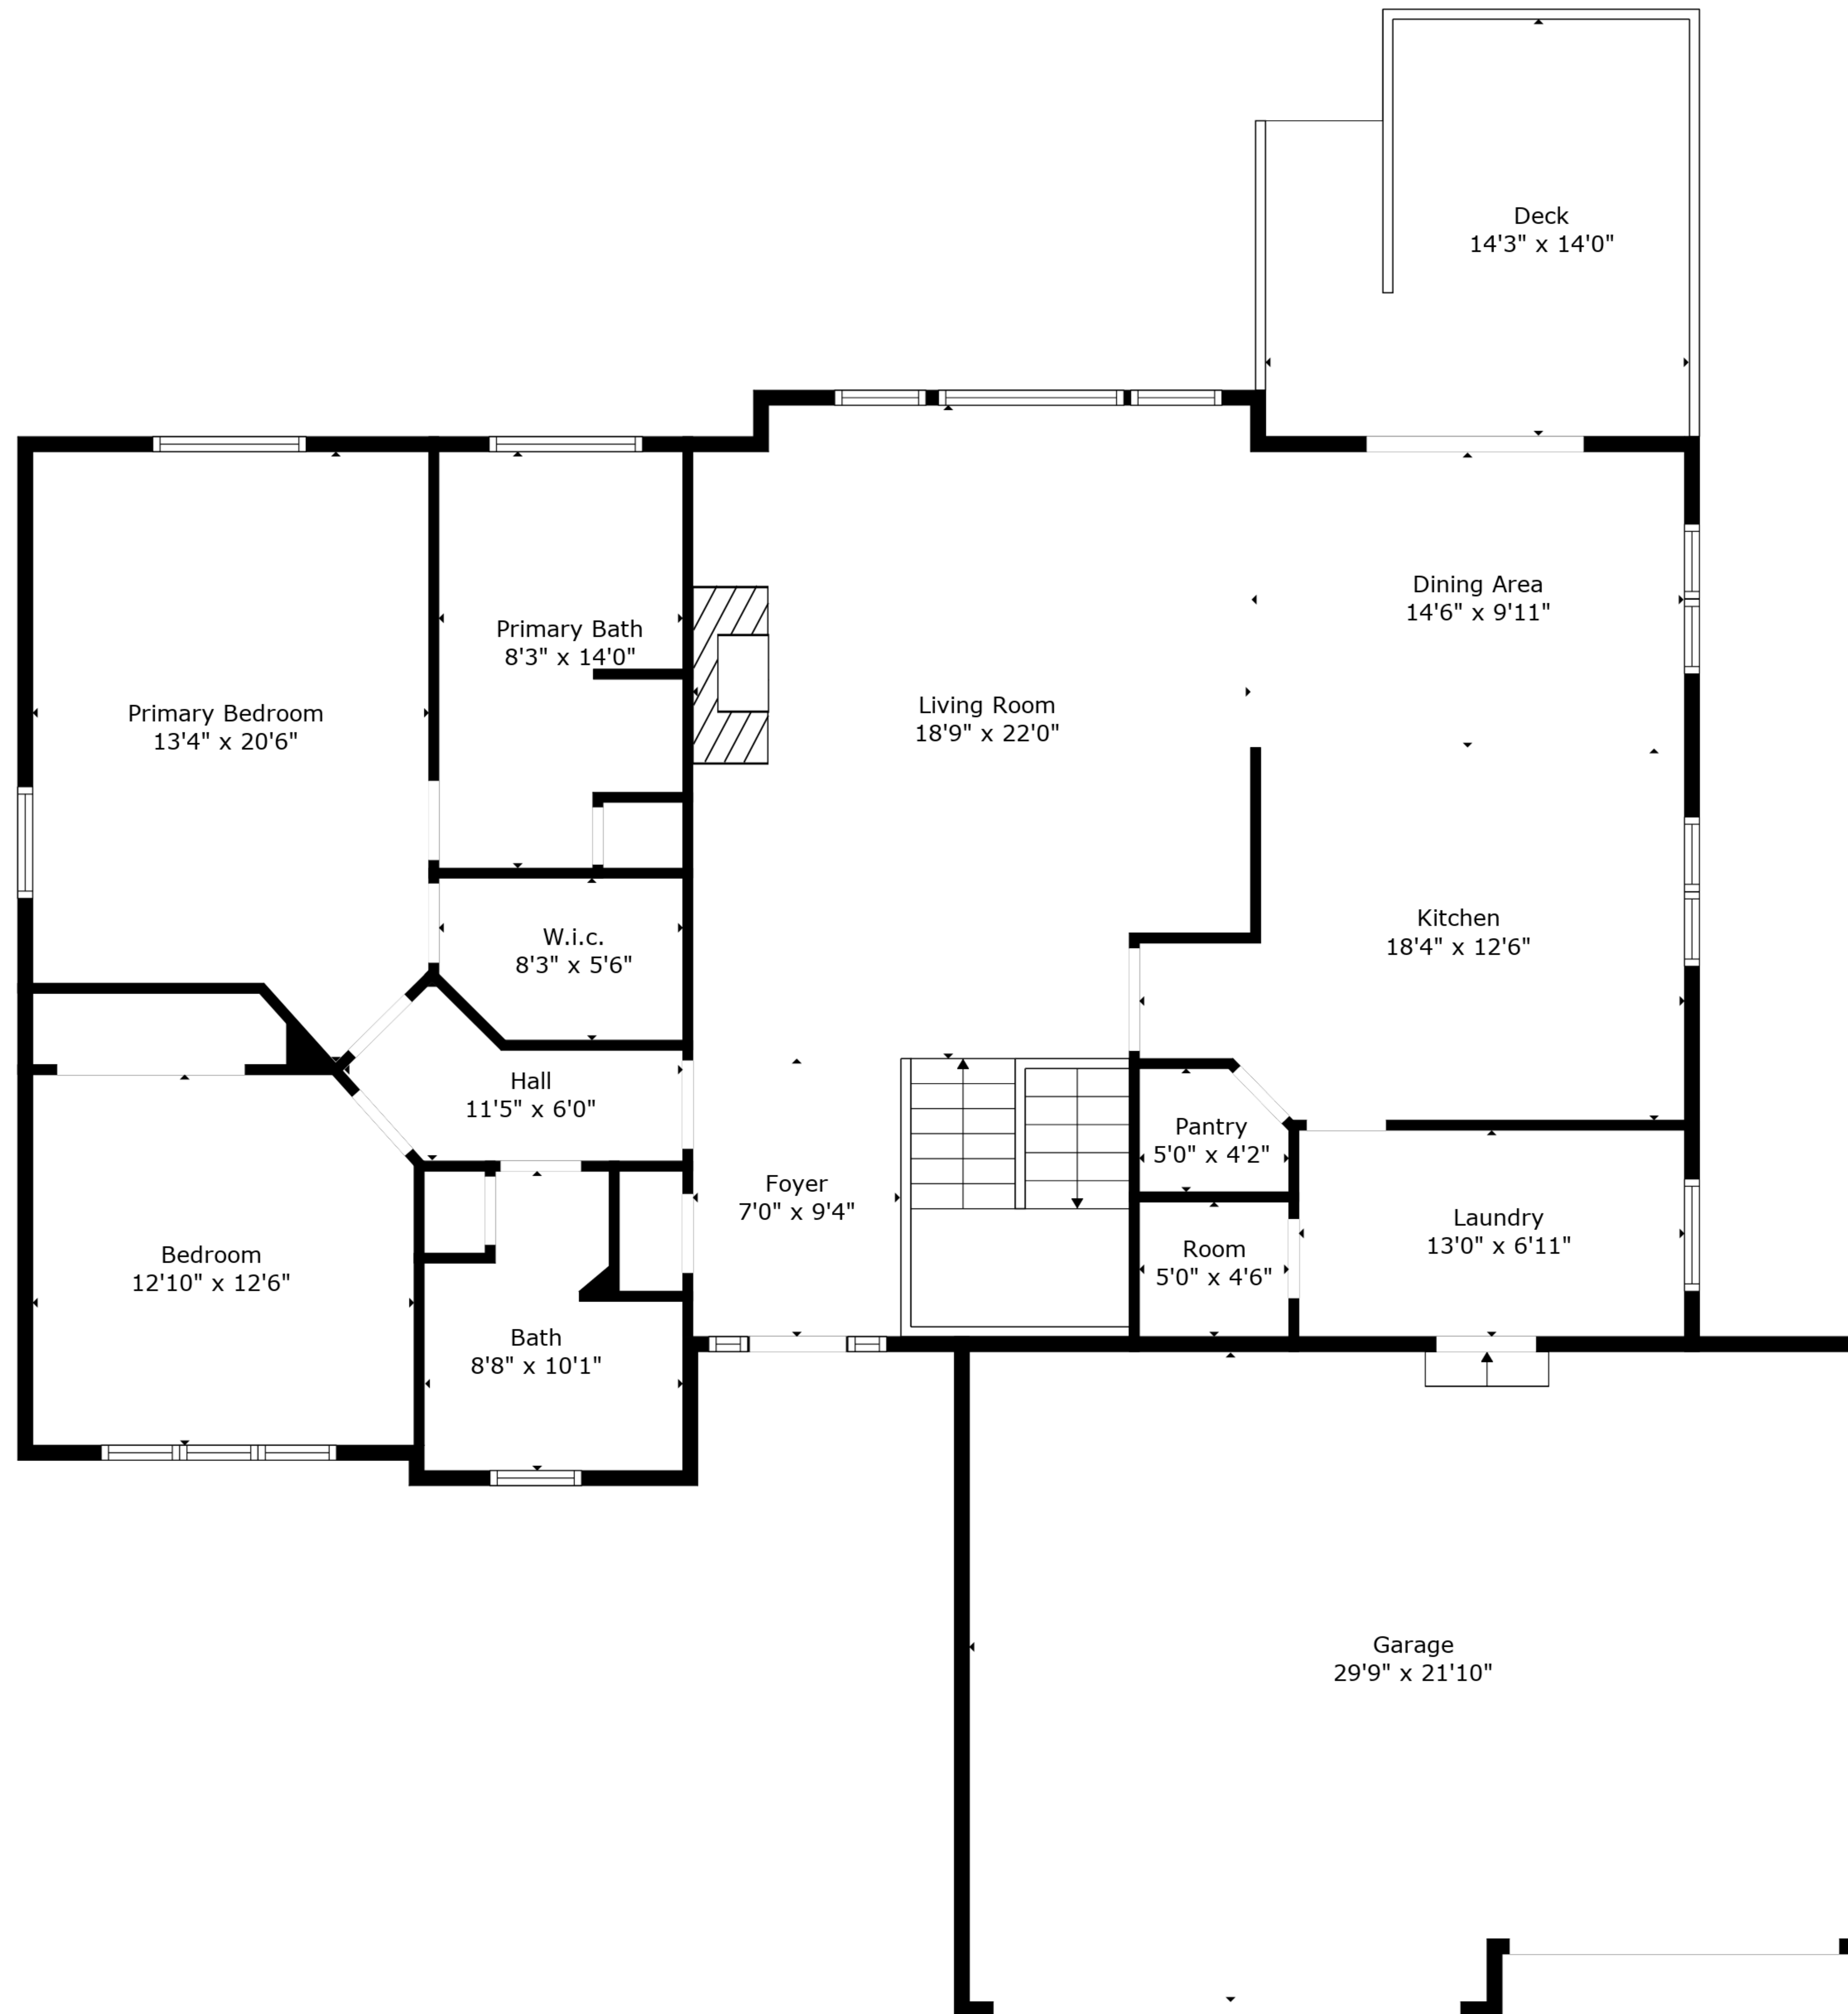 Deck
14'3" x 14'0"
Dining Area
14'6" x 9'11"
Primary Bath
8'3" x 14'0"
Living Room
18'9" x 22'0"
Primary Bedroom
13'4" x 20'6"
Kitchen
18'4" x 12'6"
W.i.c.
8'3" x 5'6"
Hall
11'5" x 6'0"
Pantry
5'0" x 4'2"
Foyer
7'0" x 9'4"
Laundry
13'0" x 6'11"
Room
5'0" x 4'6"
Bedroom
12'10" x 12'6"
Bath
8'8" x 10'1"
Garage
29'9" x 21'10"